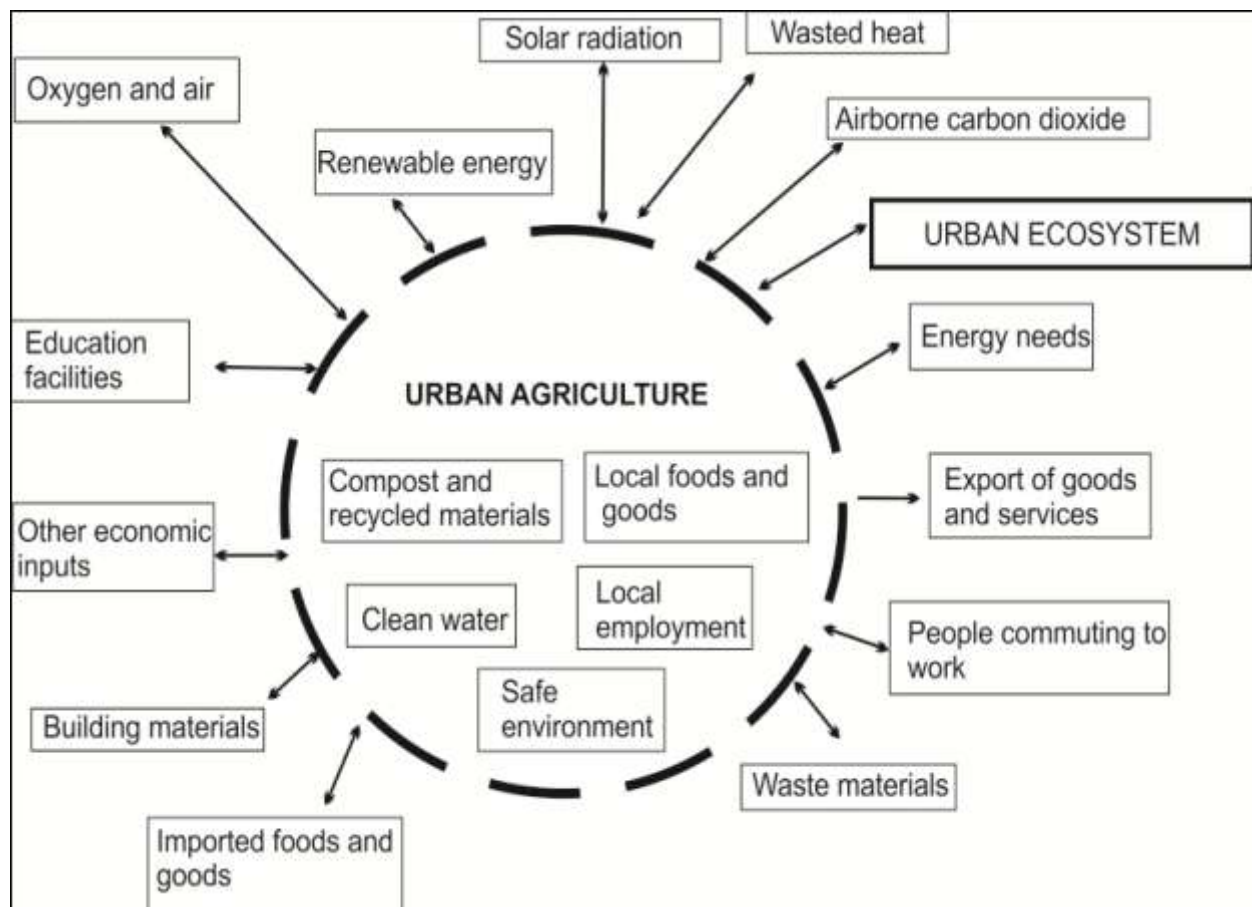 Solar radiation
Wasted heat
Oxygen and air
Airborne carbon dioxide
Renewable energy
URBAN ECOSYSTEM
Education
facilities
Energy needs
URBAN AGRICULTURE
Compost and
recycled materials
Local foods and
goods
Export of goods
and services
Other economic
inputs
Clean water
Local
employment
People commuting to
work
Safe
environment
Building materials
Waste materials
Imported foods and
goods